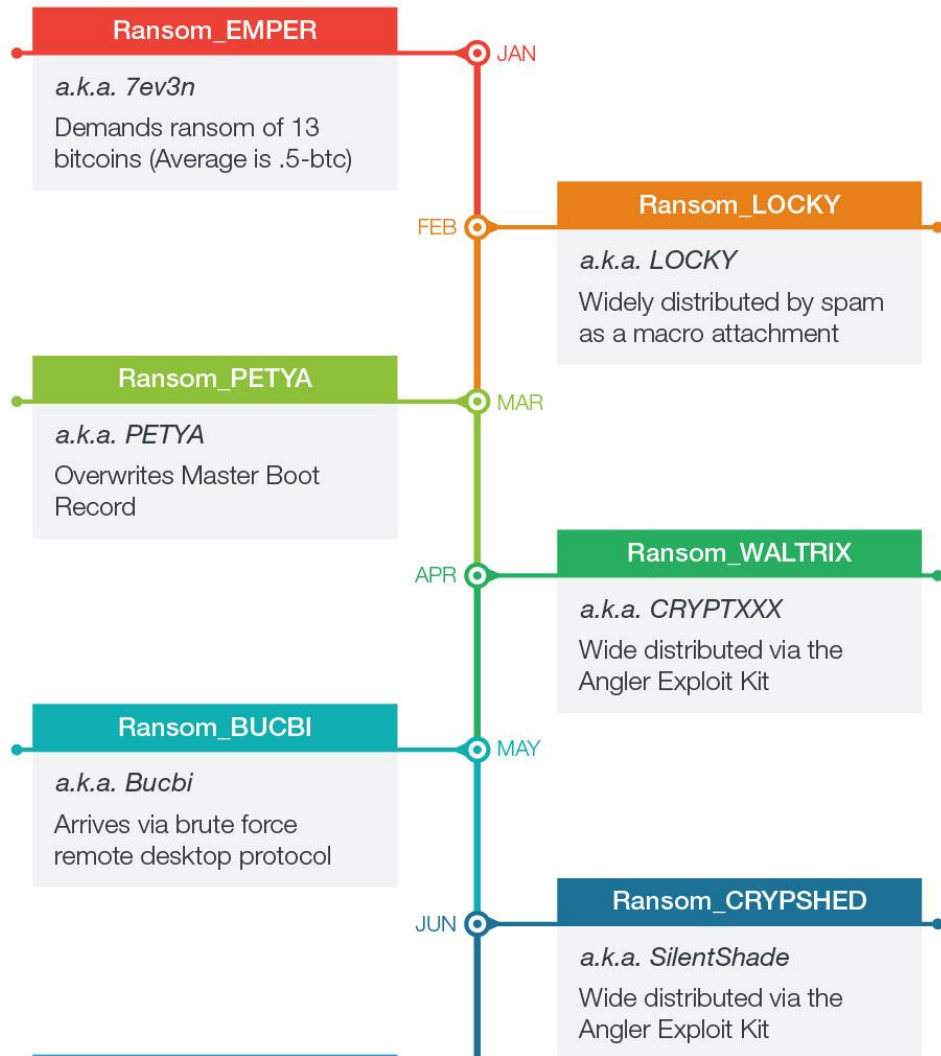 Ransom_EMPER
JAN
a.k.a. 7ev3n
Demands ransom of 13
bitcoins (Average is .5-btc)
Ransom_LOCKY
FEB
a.k.a. LOCKY
Widely distributed by spam
as a macro attachment
Ransom_PETYA
MAR
a.k.a. PETYA
Overwrites Master Boot
Record
Ransom_WALTRIX
APR
a.k.a. CRYPTXXX
Wide distributed via the
Angler Exploit Kit
Ransom_BUCBI
MAY
a.k.a. Bucbi
Arrives via brute force
remote desktop protocol
Ransom_CRYPSHED
JUN
a.k.a. SilentShade
Wide distributed via the
Angler Exploit Kit